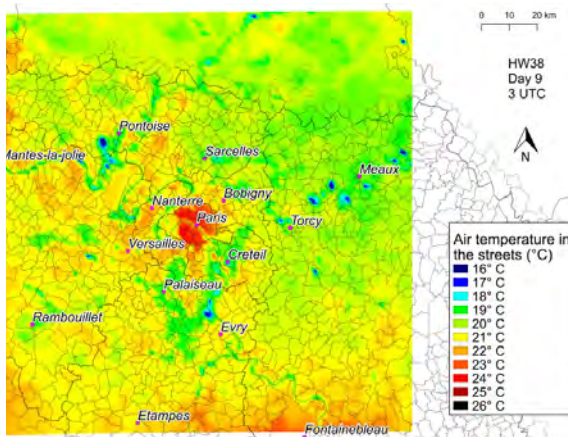 0 10 20 km
HW38
Day 9
3 UTC
N
Pontoise
Mantes-la-jolie
Sarcelles
Meaux
Nanterre
Bobigny
Paris
Torcy
Versailles
Creteil
Palaiseau
Rambouillet
Evry
Etampes
Fontainebleau
Air temperature in
the streets (°C)
16° C
17° C
18° C
19° C
20° C
21° C
22° C
23° C
24° C
25° C
26° C